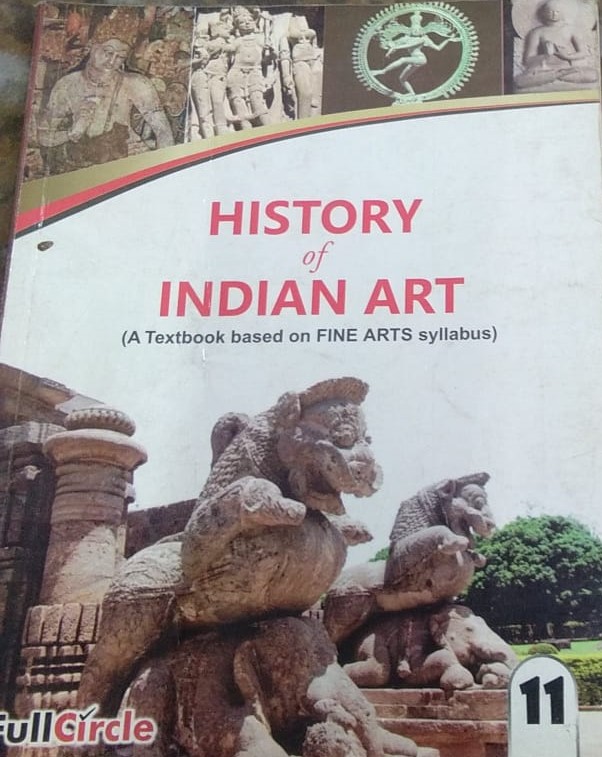 HISTORY
of
INDIAN ART
(A Textbook based on FINE ARTS syllabus)
FullCircle
11